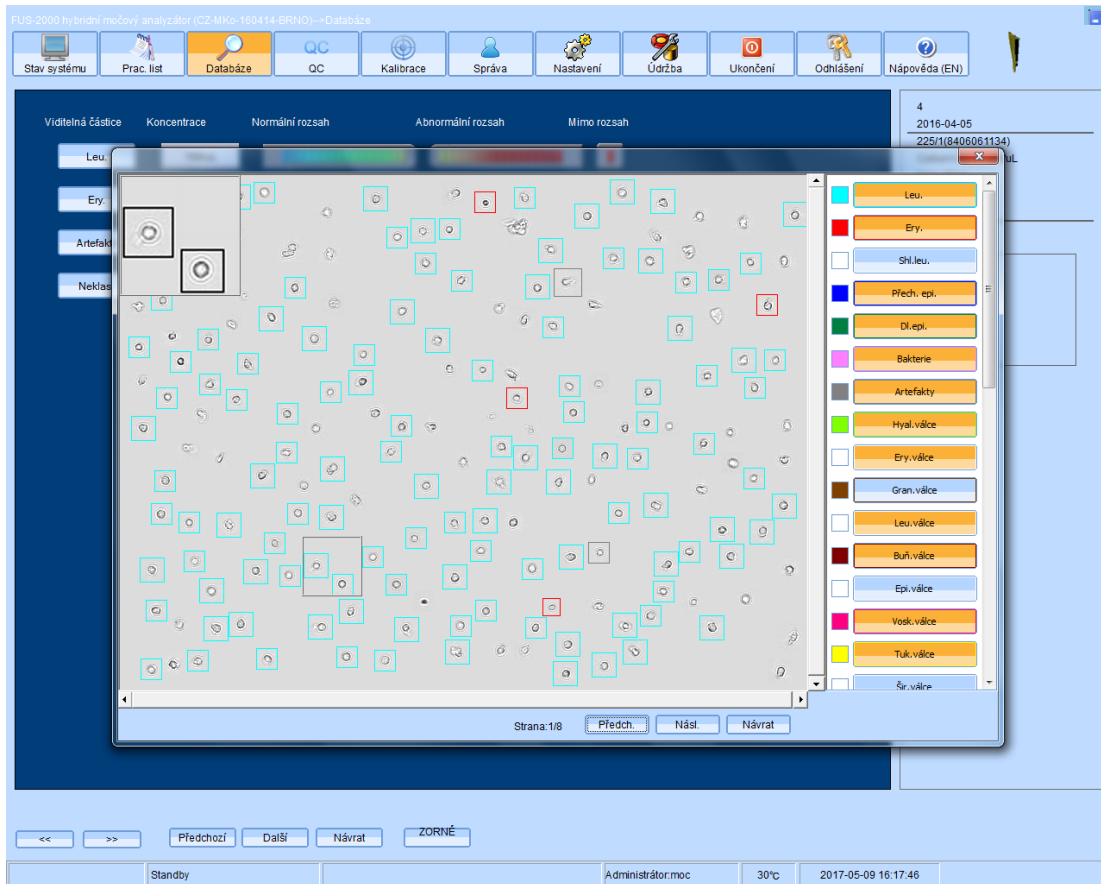 FUS-2000 hybridní močový analyzátor (CZ-MKo-160414-BRNO)-->Databáze
Stav systému Prac. list Databáze QC Kalibrace Správa Nastavení Údržba Ukončení Odhlášení Nápověda (EN)
QC
4
2016-04-05
225/1(8406061134)
uL
Viditelná částice Koncentrace Normální rozsah Abnormální rozsah Mimo rozsah
Leu.
Ery.
Artefakt
Neklas
Leu.
Ery.
Shl.leu.
Přech. epi.
Dl.epi.
Bakterie
Artefakty
Hyal.válce
Ery.válce
Gran.válce
Leu.válce
Buň.válce
Epi.válce
Vosk.válce
Tuk.válce
Šir.válce
Strana:1/8 Předch. Násl. Návrat
<< >> Předchozí Další Návrat ZORNÉ
Standby Administrátor:moc 30℃ 2017-05-09 16:17:46